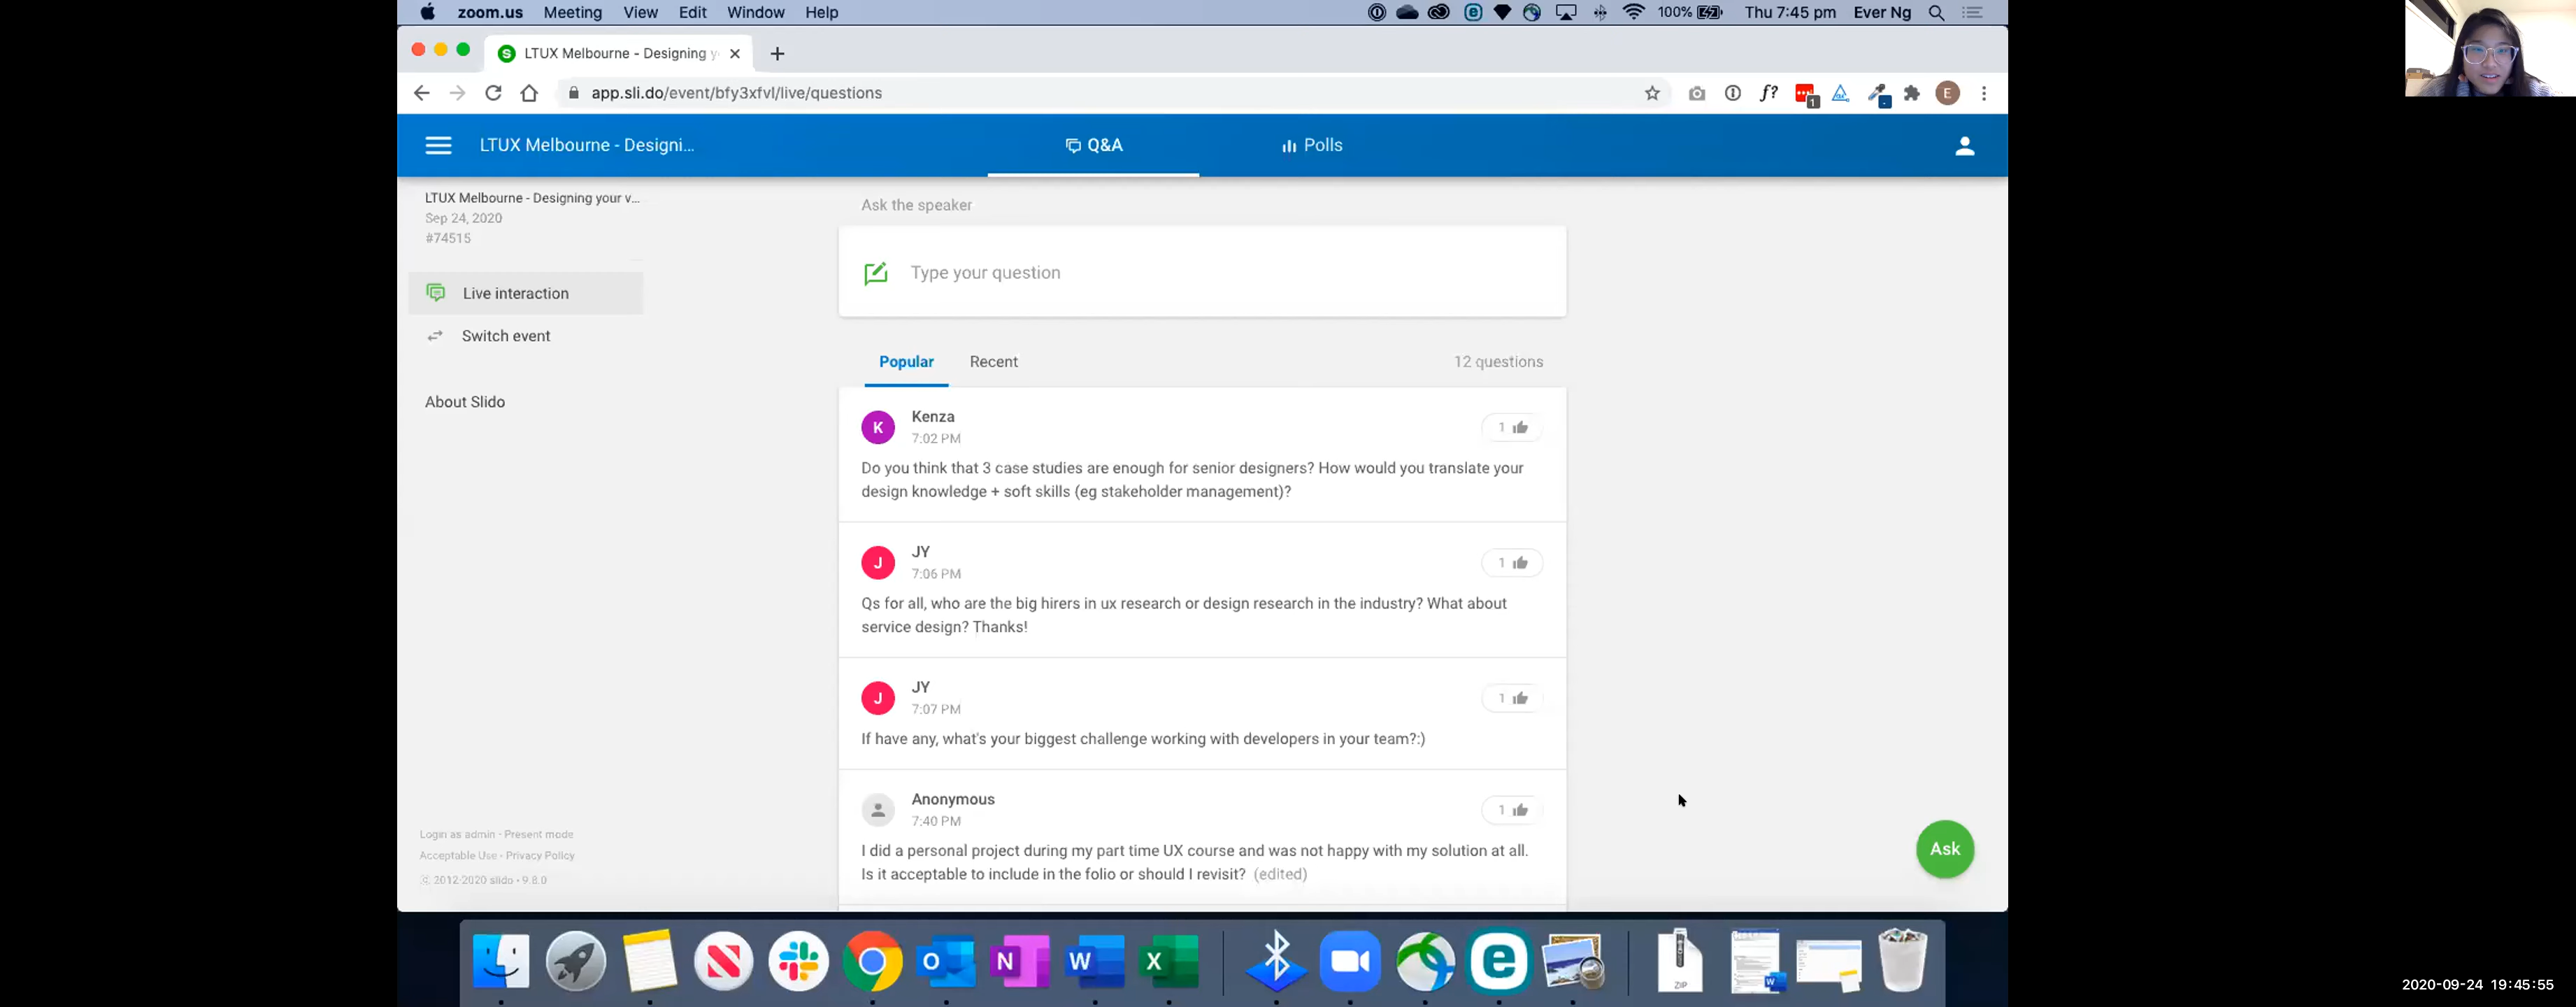 zoom.us Meeting View Edit Window Help 100% Thu 7:45 pm Ever Ng
LTUX Melbourne - Designing y
app.sli.do/event/bfy3xfvl/live/questions
LTUX Melbourne - Designi...
Q&A
Polls
LTUX Melbourne - Designing your v...
Sep 24, 2020
#74515
Live interaction
Switch event
About Slido
Login as admin - Present mode
Acceptable Use - Privacy Policy
© 2012-2020 slido • 9.8.0
Ask the speaker
Type your question
Popular Recent 12 questions
K
Kenza
7:02 PM
1
Do you think that 3 case studies are enough for senior designers? How would you translate your
design knowledge + soft skills (eg stakeholder management)?
J
JY
7:06 PM
1
Qs for all, who are the big hirers in ux research or design research in the industry? What about
service design? Thanks!
J
JY
7:07 PM
1
If have any, what's your biggest challenge working with developers in your team?:)
Anonymous
7:40 PM
1
I did a personal project during my part time UX course and was not happy with my solution at all.
Is it acceptable to include in the folio or should I revisit? (edited)
Ask
ZIP
2020-09-24 19:45:55